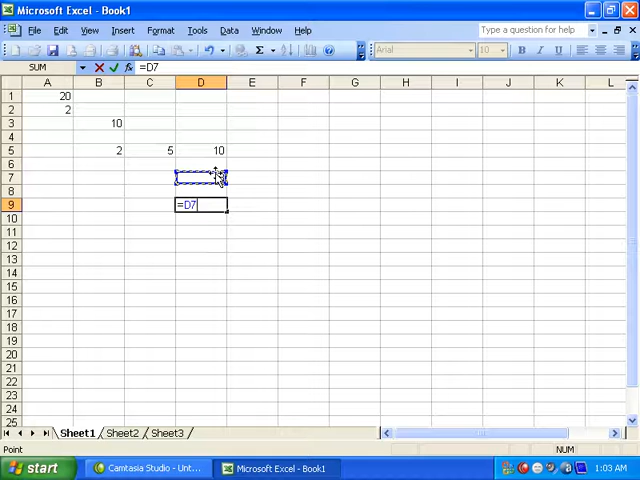 Microsoft Excel - Book1
File Edit View Insert Format Tools Data Window Help Type a question for help
Arial 10 B I U
SUM =D7
A B C D E F G H I J K L
1 20
2 2
3 10
4
5 2 5 10
6
7
8
9 =D7
10
11
12
13
14
15
16
17
18
19
20
21
22
23
24
25
Sheet1 Sheet2 Sheet3
Point NUM
start Camtasia Studio - Unt... Microsoft Excel - Book1 1:03 AM